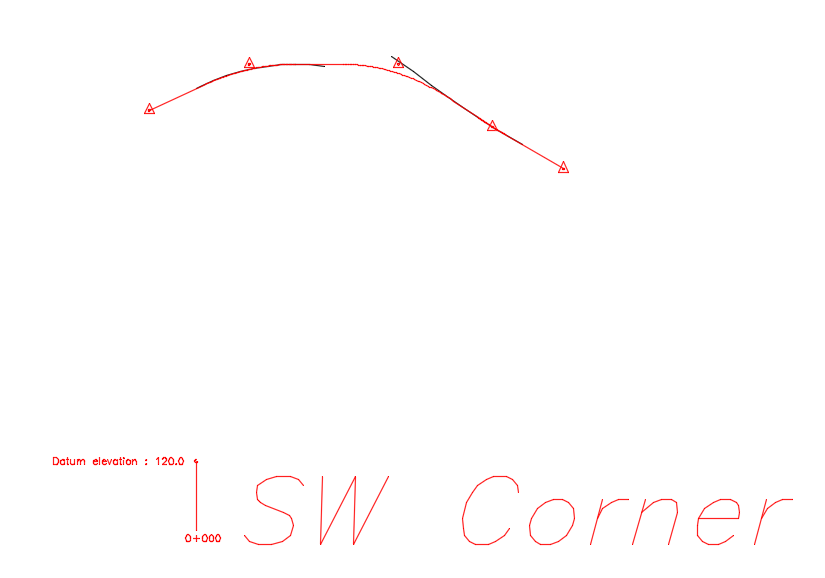 Datum elevation : 120.0
0+000
SW Corner